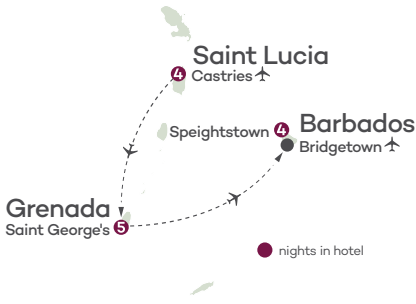 Saint Lucia
4 Castries
Speightstown 4
Barbados
Bridgetown
Grenada
Saint George's 5
nights in hotel